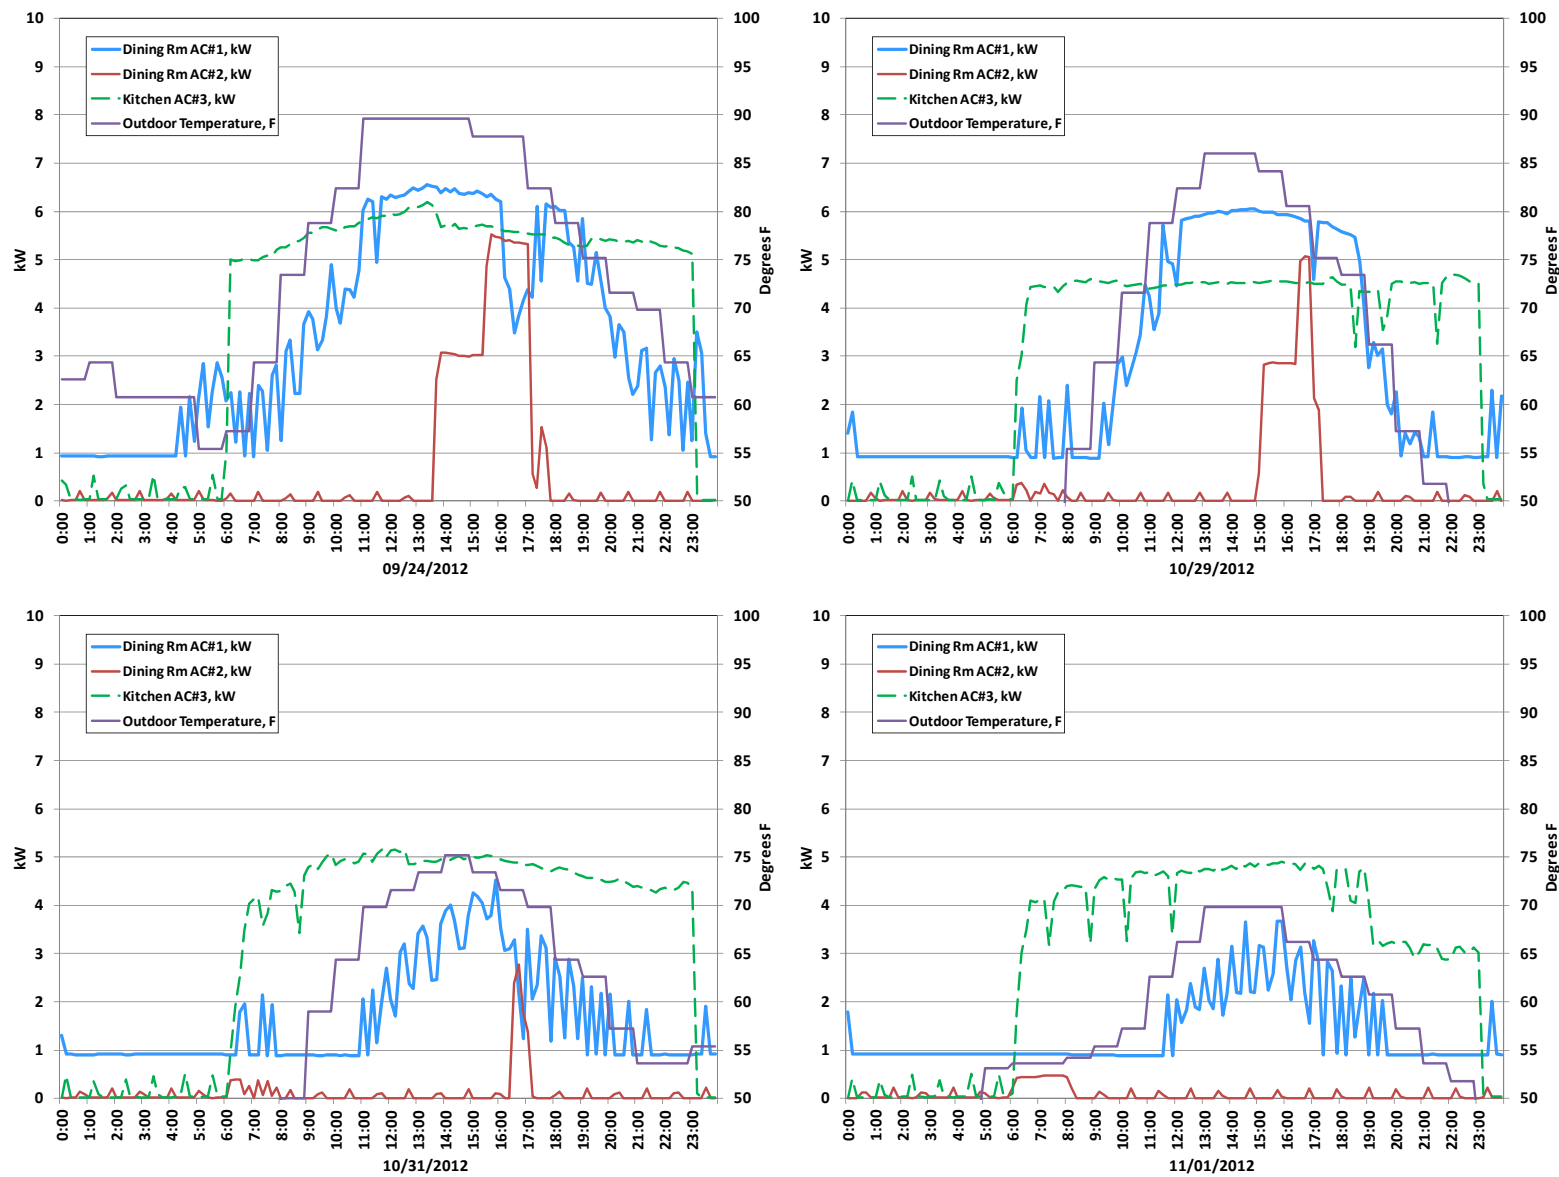 10 100
Dining Rm AC#1, kW
Dining Rm AC#2, kW
Kitchen AC#3, kW
Outdoor Temperature, F
9 95
8 90
7 85
6 80
5 75
4 70
3 65
2 60
1 55
0 50
kW
Degrees F
0:00 1:00 2:00 3:00 4:00 5:00 6:00 7:00 8:00 9:00 10:00 11:00 12:00 13:00 14:00 15:00 16:00 17:00 18:00 19:00 20:00 21:00 22:00 23:00
09/24/2012
10 100
Dining Rm AC#1, kW
Dining Rm AC#2, kW
Kitchen AC#3, kW
Outdoor Temperature, F
9 95
8 90
7 85
6 80
5 75
4 70
3 65
2 60
1 55
0 50
kW
Degrees F
0:00 1:00 2:00 3:00 4:00 5:00 6:00 7:00 8:00 9:00 10:00 11:00 12:00 13:00 14:00 15:00 16:00 17:00 18:00 19:00 20:00 21:00 22:00 23:00
10/29/2012
10 100
Dining Rm AC#1, kW
Dining Rm AC#2, kW
Kitchen AC#3, kW
Outdoor Temperature, F
9 95
8 90
7 85
6 80
5 75
4 70
3 65
2 60
1 55
0 50
kW
Degrees F
0:00 1:00 2:00 3:00 4:00 5:00 6:00 7:00 8:00 9:00 10:00 11:00 12:00 13:00 14:00 15:00 16:00 17:00 18:00 19:00 20:00 21:00 22:00 23:00
10/31/2012
10 100
Dining Rm AC#1, kW
Dining Rm AC#2, kW
Kitchen AC#3, kW
Outdoor Temperature, F
9 95
8 90
7 85
6 80
5 75
4 70
3 65
2 60
1 55
0 50
kW
Degrees F
0:00 1:00 2:00 3:00 4:00 5:00 6:00 7:00 8:00 9:00 10:00 11:00 12:00 13:00 14:00 15:00 16:00 17:00 18:00 19:00 20:00 21:00 22:00 23:00
11/01/2012